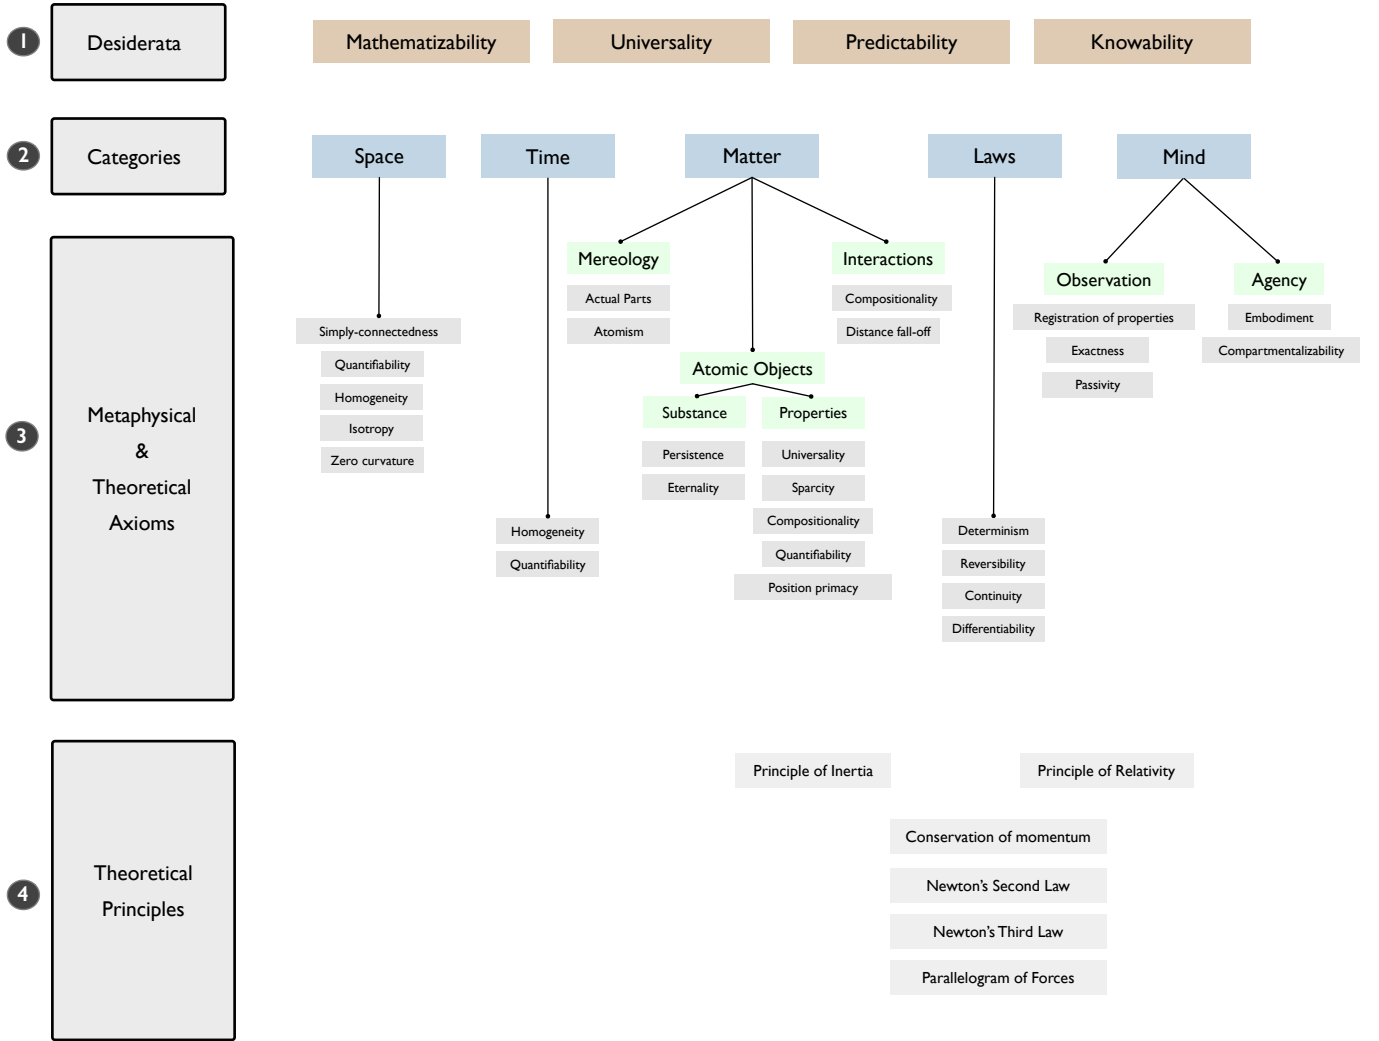 1
Desiderata
Mathematizability
Universality
Predictability
Knowability
2
Categories
Space
Time
Matter
Laws
Mind
3
Metaphysical
&
Theoretical
Axioms
Simply-connectedness
Quantifiability
Homogeneity
Isotropy
Zero curvature
Homogeneity
Quantifiability
Mereology
Actual Parts
Atomism
Atomic Objects
Substance
Persistence
Eternality
Properties
Universality
Sparcity
Compositionality
Quantifiability
Position primacy
Interactions
Compositionality
Distance fall-off
Determinism
Reversibility
Continuity
Differentiability
Observation
Registration of properties
Exactness
Passivity
Agency
Embodiment
Compartmentalizability
4
Theoretical
Principles
Principle of Inertia
Principle of Relativity
Conservation of momentum
Newton's Second Law
Newton's Third Law
Parallelogram of Forces